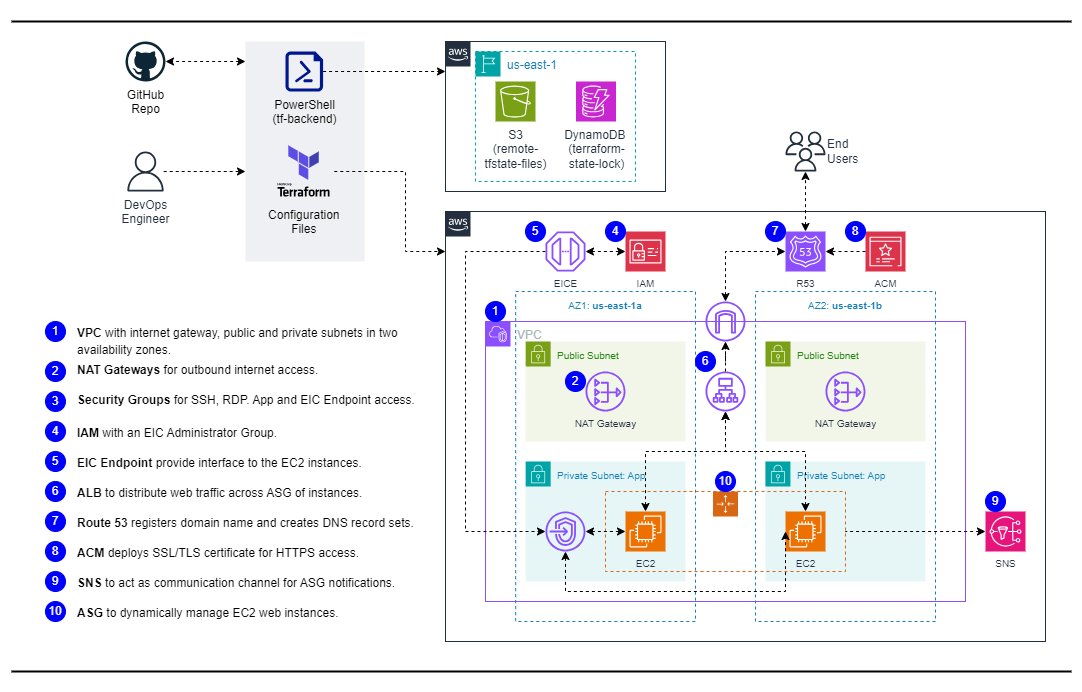 GitHub
Repo
DevOps
Engineer
PowerShell
(tf-backend)
HashiCorp
Terraform
Configuration
Files
aws
us-east-1
S3
(remote-
tfstate-files)
DynamoDB
(terraform-
state-lock)
End
Users
aws
5
EICE
4
IAM
7
53
R53
8
ACM
AZ1: us-east-1a
AZ2: us-east-1b
1
VPC
Public Subnet
2
NAT Gateway
6
Public Subnet
NAT Gateway
Private Subnet: App
EC2
10
Private Subnet: App
EC2
9
SNS
1 VPC with internet gateway, public and private subnets in two
availability zones.
2 NAT Gateways for outbound internet access.
3 Security Groups for SSH, RDP. App and EIC Endpoint access.
4 IAM with an EIC Administrator Group.
5 EIC Endpoint provide interface to the EC2 instances.
6 ALB to distribute web traffic across ASG of instances.
7 Route 53 registers domain name and creates DNS record sets.
8 ACM deploys SSL/TLS certificate for HTTPS access.
9 SNS to act as communication channel for ASG notifications.
10 ASG to dynamically manage EC2 web instances.